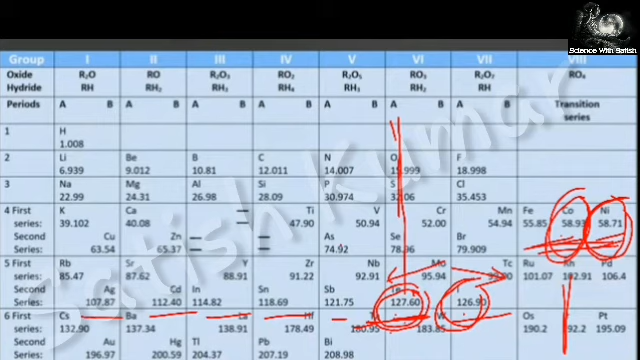 Science With Satish
Group I II III IV V VI VII VIII
Oxide R₂O RO R₂O₃ RO₂ R₂O₅ RO₃ R₂O₇ RO₄
Hydride RH RH₂ RH₃ RH₄ RH₃ RH₂ RH
Periods A B A B A B A B A B A B A B Transition series
1 H
1.008
2 Li Be B C N O F
6.939 9.012 10.81 12.011 14.007 15.999 18.998
3 Na Mg Al Si P S Cl
22.99 24.31 26.98 28.09 30.974 32.06 35.453
4 First K Ca — Ti V Cr Mn Fe Co Ni
series: 39.102 40.08 — 47.90 50.94 52.00 54.94 55.85 58.93 58.71
Second Cu Zn — — As Se Br
Series: 63.54 65.37 — — 74.92 78.96 79.909
5 First Rb Sr Y Zr Nb Mo Tc Ru Rh Pd
series: 85.47 87.62 88.91 91.22 92.91 95.94 101.07 102.91 106.4
Second Ag Cd In Sn Sb Te I
Series: 107.87 112.40 114.82 118.69 121.75 127.60 126.90
6 First Cs Ba La Hf W Os Pt
series: 132.90 137.34 138.91 178.49 180.95 183.85 190.2 192.2 195.09
Second Au Hg Tl Pb Bi
Series: 196.97 200.59 204.37 207.19 208.98
Satish Kumar